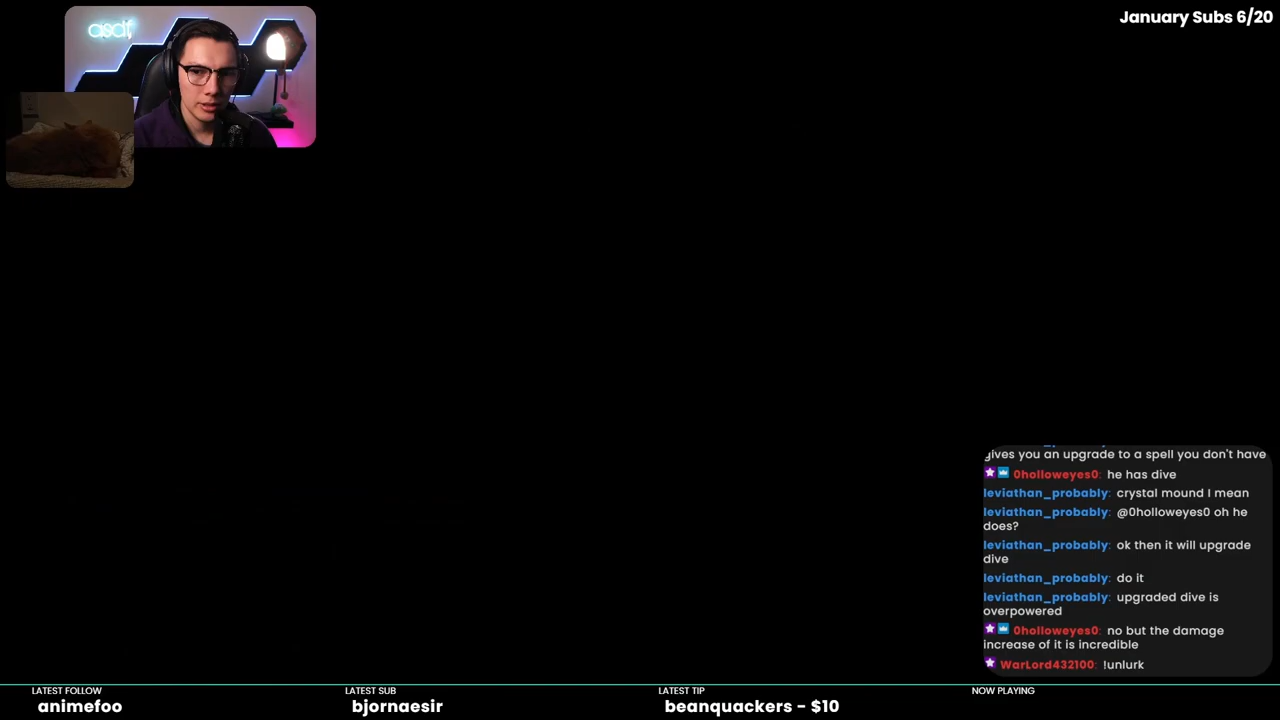 January Subs 6/20
asdf
gives you an upgrade to a spell you don't have
0holloweyes0: he has dive
leviathan_probably: crystal mound I mean
leviathan_probably: @0holloweyes0 oh he
does?
leviathan_probably: ok then it will upgrade
dive
leviathan_probably: do it
leviathan_probably: upgraded dive is
overpowered
0holloweyes0: no but the damage
increase of it is incredible
WarLord432100: !unlurk
LATEST FOLLOW
animefoo
LATEST SUB
bjornaesir
LATEST TIP
beanquackers - $10
NOW PLAYING